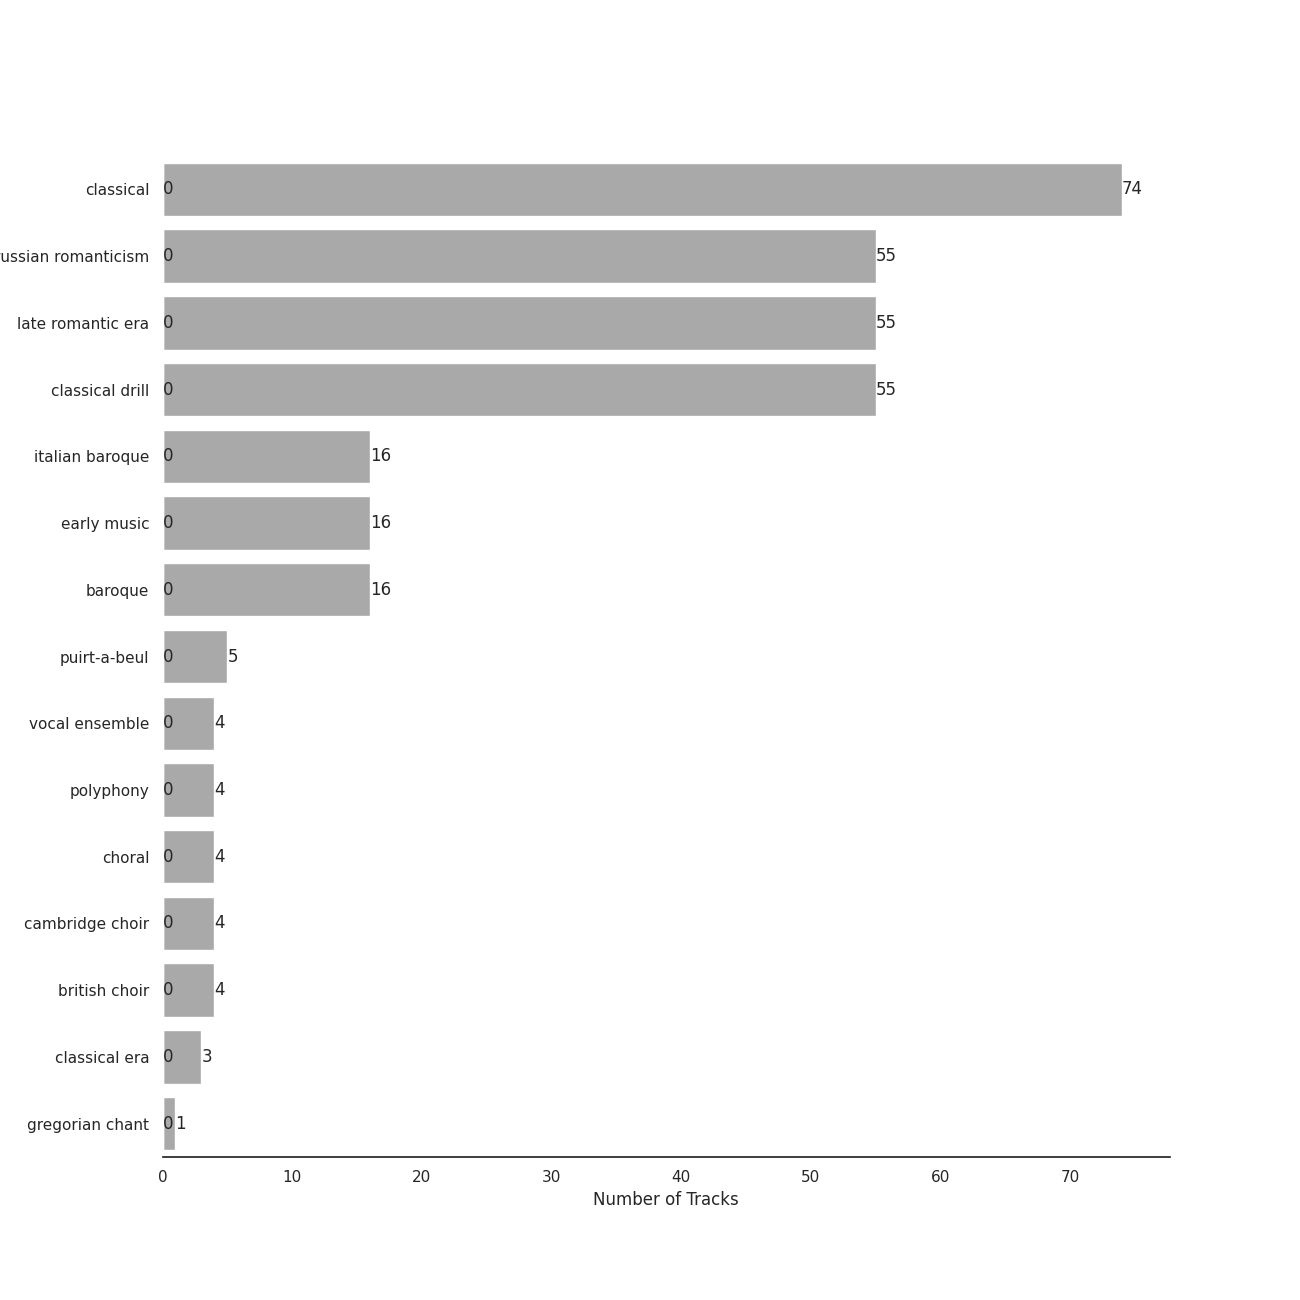 classical 0 74
ussian romanticism 0 55
late romantic era 0 55
classical drill 0 55
italian baroque 0 16
early music 0 16
baroque 0 16
puirt-a-beul 0 5
vocal ensemble 0 4
polyphony 0 4
choral 0 4
cambridge choir 0 4
british choir 0 4
classical era 0 3
gregorian chant 0 1
0 10 20 30 40 50 60 70
Number of Tracks